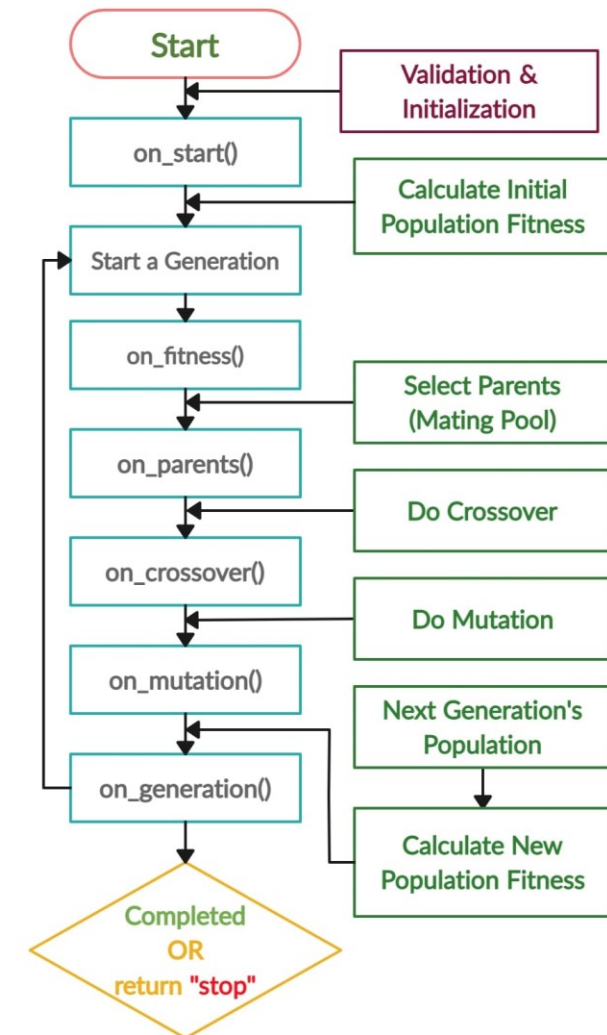 Start
Validation &
Initialization
on_start()
Calculate Initial
Population Fitness
Start a Generation
on_fitness()
Select Parents
(Mating Pool)
on_parents()
Do Crossover
on_crossover()
Do Mutation
on_mutation()
Next Generation's
Population
on_generation()
Calculate New
Population Fitness
Completed
OR
return "stop"